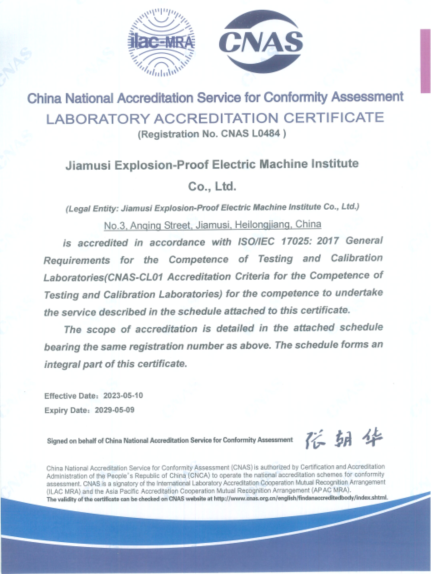 ilac-MRA
CNAS
China National Accreditation Service for Conformity Assessment
LABORATORY ACCREDITATION CERTIFICATE
(Registration No. CNAS L0484 )
Jiamusi Explosion-Proof Electric Machine Institute
Co., Ltd.
(Legal Entity: Jiamusi Explosion-Proof Electric Machine Institute Co., Ltd.)
No.3, Anqing Street, Jiamusi, Heilongjiang, China
is accredited in accordance with ISO/IEC 17025: 2017 General
Requirements for the Competence of Testing and Calibration
Laboratories(CNAS-CL01 Accreditation Criteria for the Competence of
Testing and Calibration Laboratories) for the competence to undertake
the service described in the schedule attached to this certificate.
The scope of accreditation is detailed in the attached schedule
bearing the same registration number as above. The schedule forms an
integral part of this certificate.
Effective Date: 2023-05-10
Expiry Date: 2029-05-09
Signed on behalf of China National Accreditation Service for Conformity Assessment 张朝华
China National Accreditation Service for Conformity Assessment (CNAS) is authorized by Certification and Accreditation
Administration of the People's Republic of China (CNCA) to operate the national accreditation schemes for conformity
assessment. CNAS is a signatory of the International Laboratory Accreditation Cooperation Mutual Recognition Arrangement
(ILAC MRA) and the Asia Pacific Accreditation Cooperation Mutual Recognition Arrangement (APAC MRA).
The validity of the certificate can be checked on CNAS website at http://www.cnas.org.cn/english/findanaccreditedbody/index.shtml.